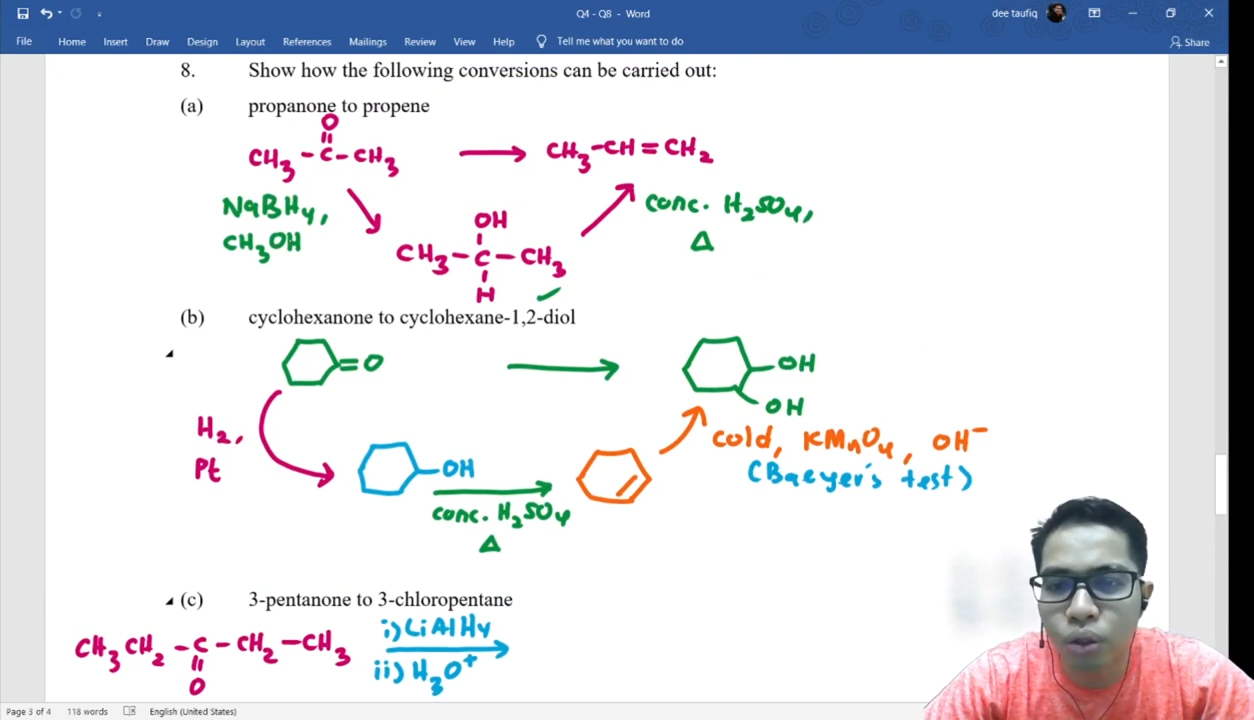 Q4 - Q8 - Word
dee taufiq
File Home Insert Draw Design Layout References Mailings Review View Help Tell me what you want to do Share
8. Show how the following conversions can be carried out:
(a) propanone to propene
O
CH₃-C-CH₃ → CH₃-CH=CH₂
NaBH₄,
CH₃OH
conc. H₂SO₄,
Δ
OH
CH₃-C-CH₃
H
(b) cyclohexanone to cyclohexane-1,2-diol
=O
OH
OH
H₂,
Pt
cold, KMnO₄, OH⁻
(Baeyer's test)
OH
conc. H₂SO₄
Δ
(c) 3-pentanone to 3-chloropentane
CH₃CH₂-C-CH₂-CH₃
O
i) LiAlH₄
ii) H₃O⁺
Page 3 of 4 118 words English (United States)